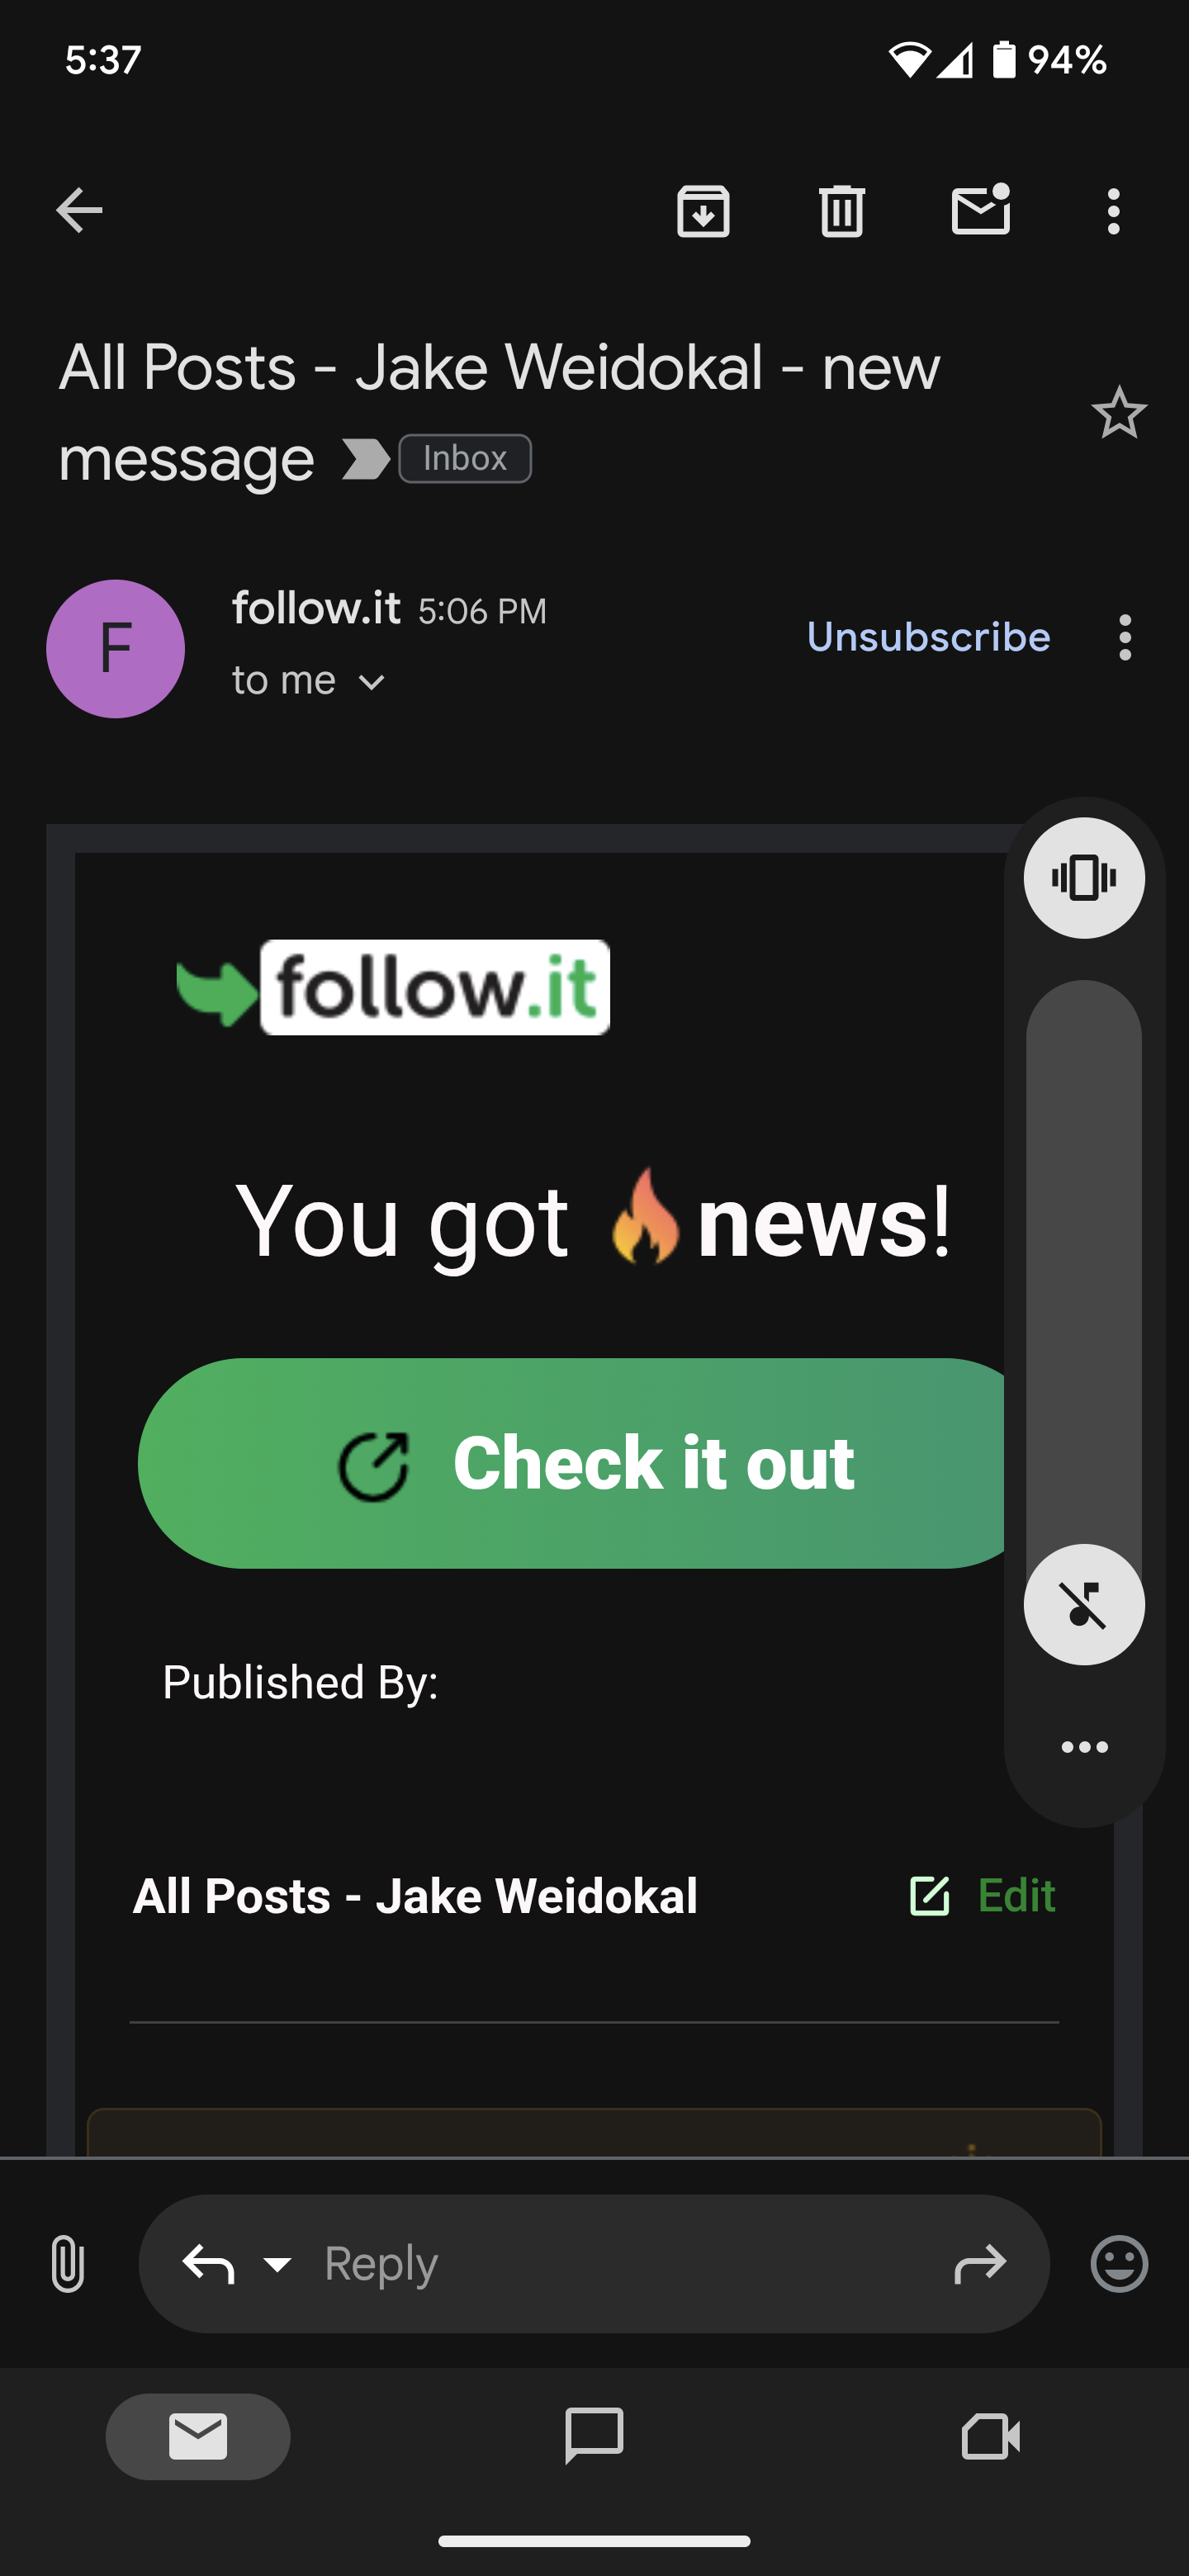 5:37
94%
All Posts - Jake Weidokal - new
message
Inbox
F
follow.it 5:06 PM
Unsubscribe
to me
follow.it
You got news!
Check it out
Published By:
All Posts - Jake Weidokal
Edit
Reply